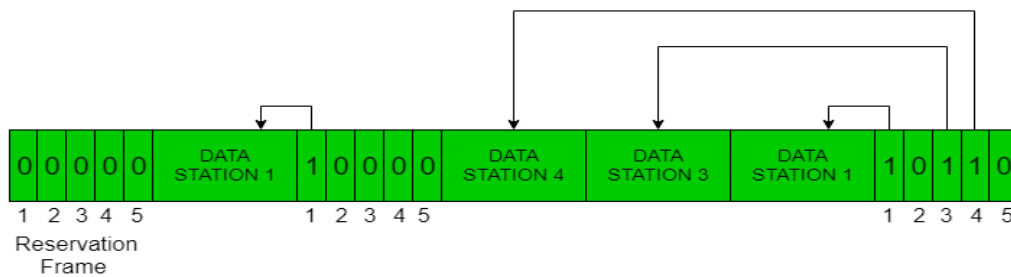 0 0 0 0 0 DATA STATION 1 1 0 0 0 0 DATA STATION 4 DATA STATION 3 DATA STATION 1 1 0 1 1 0
1 2 3 4 5 1 2 3 4 5 1 2 3 4 5
Reservation
Frame